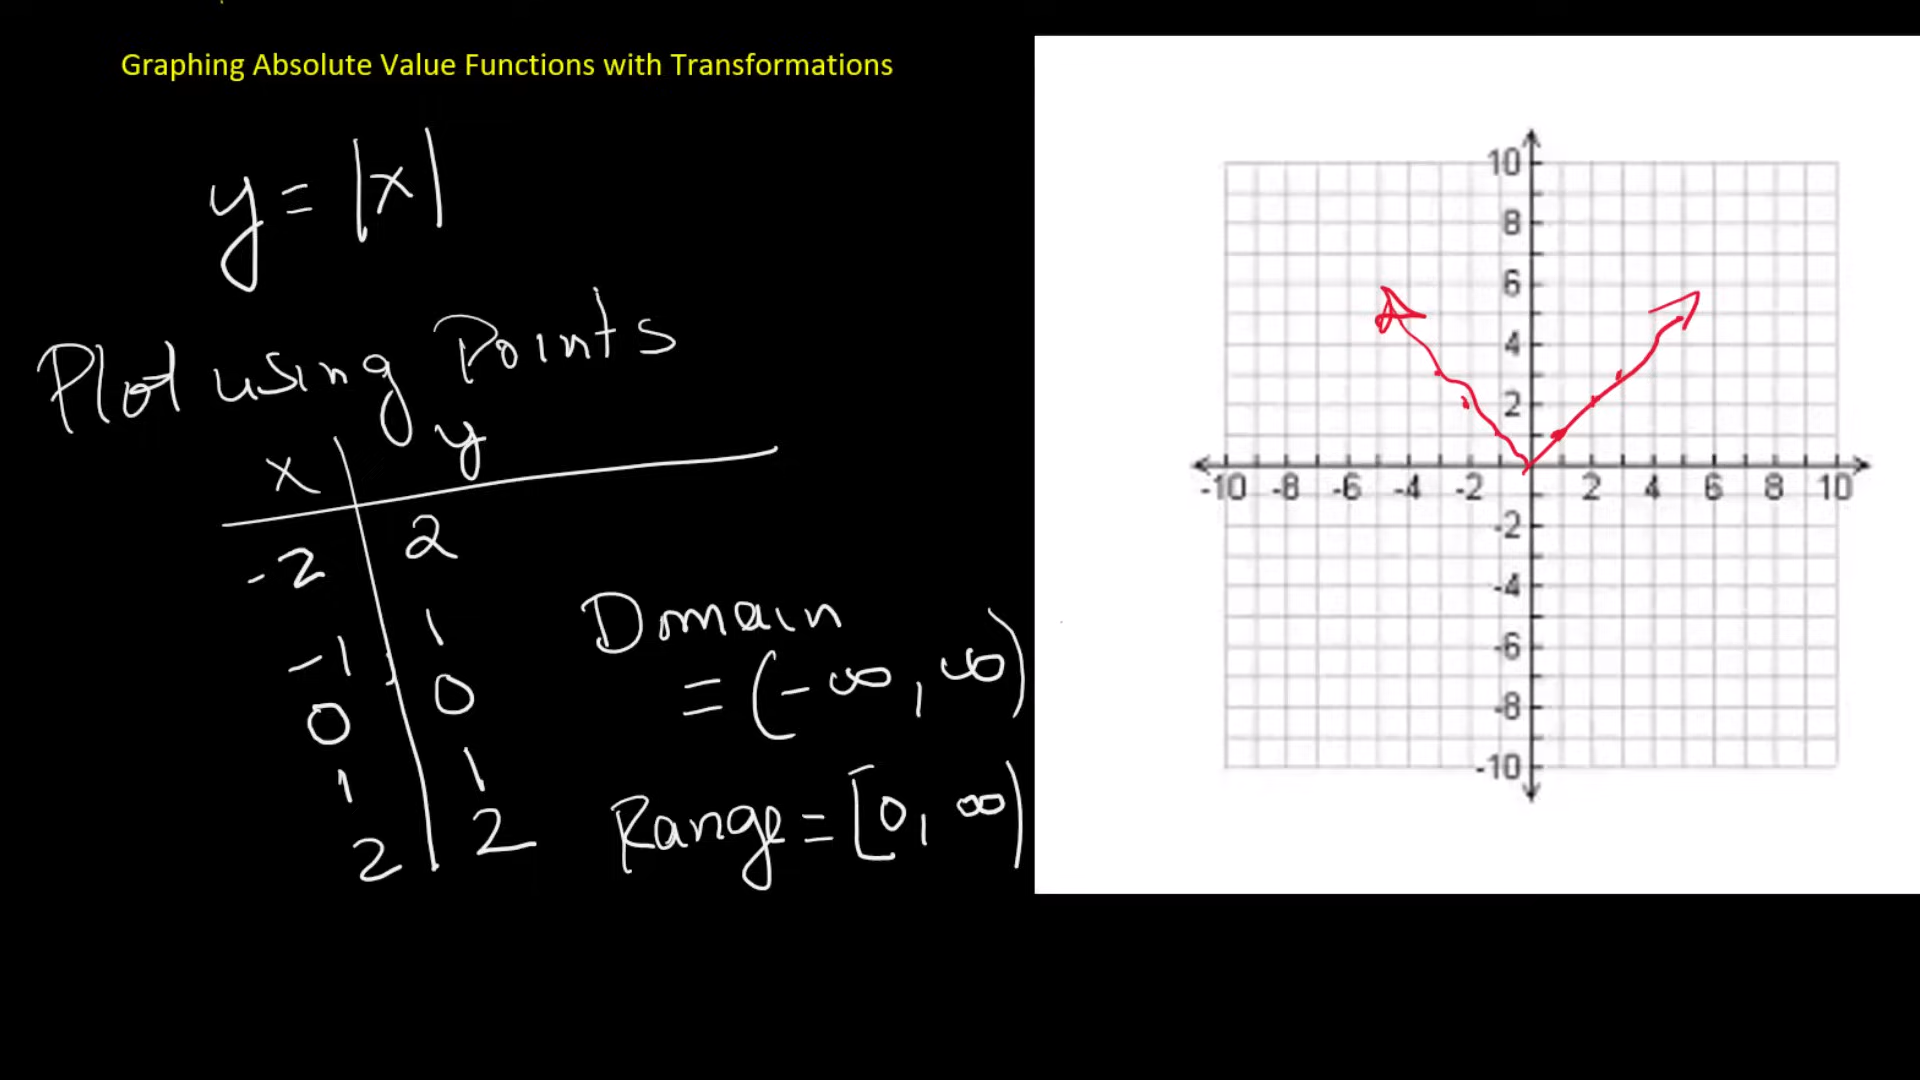 Graphing Absolute Value Functions with Transformations
y = |x|
Plot using Points
x y
-2 2
-1 1
0 0
1 1
2 2
Domain
= (-∞, ∞)
Range = [0, ∞)
10
8
6
4
2
-10 -8 -6 -4 -2 2 4 6 8 10
-2
-4
-6
-8
-10